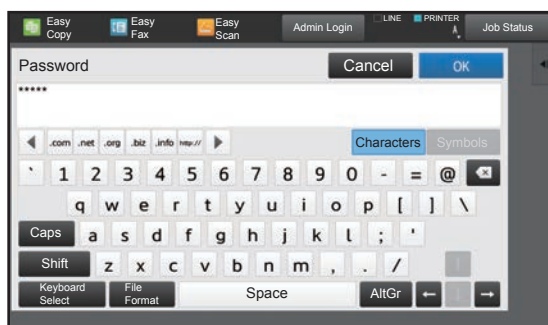 Easy Copy Easy Fax Easy Scan Admin Login LINE PRINTER Job Status
Password Cancel OK
*****
.com .net .org .biz .info http:// Characters Symbols
` 1 2 3 4 5 6 7 8 9 0 - = @
q w e r t y u i o p [ ] \
Caps a s d f g h j k l ; '
Shift z x c v b n m , . /
Keyboard Select File Format Space AltGr